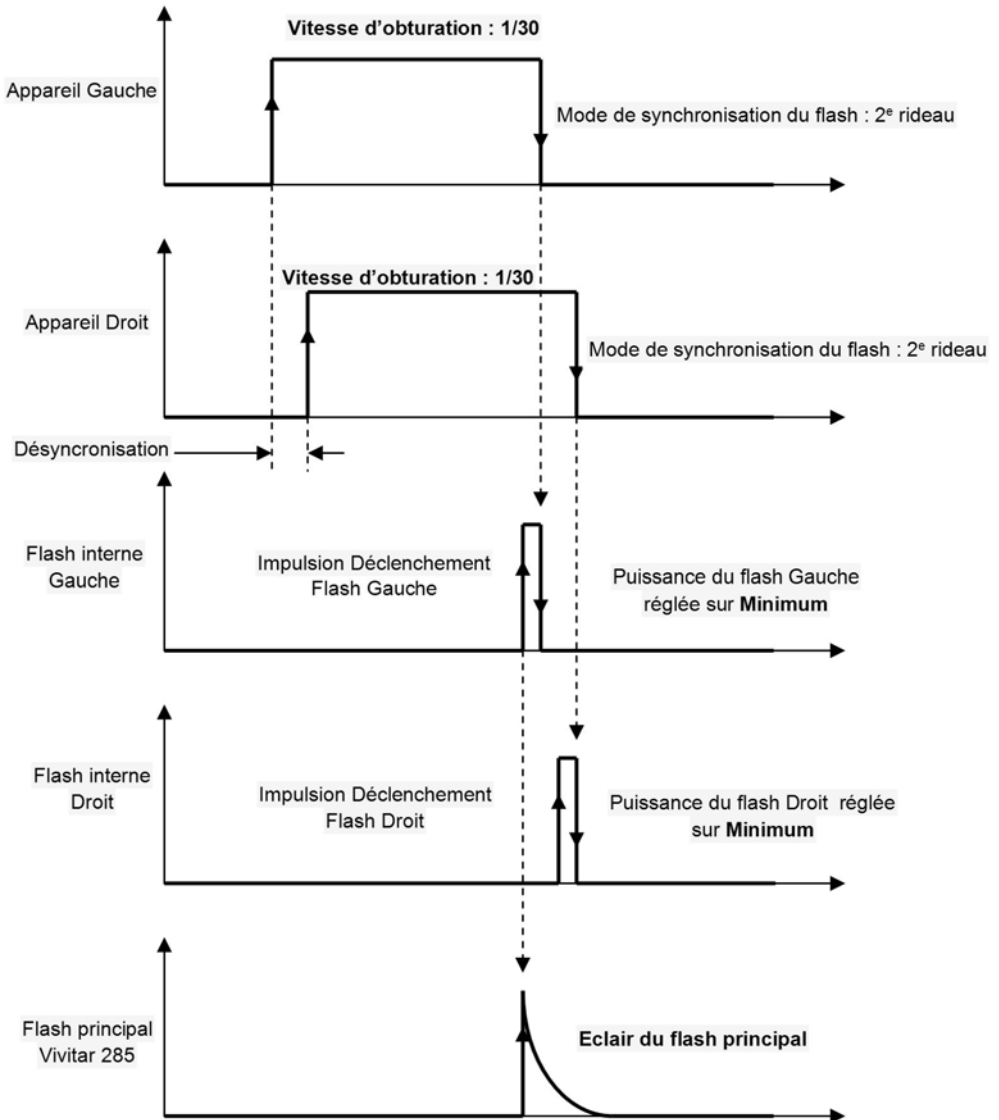 Vitesse d’obturation : 1/30
Appareil Gauche
Mode de synchronisation du flash : 2e rideau
Vitesse d’obturation : 1/30
Appareil Droit
Mode de synchronisation du flash : 2e rideau
Désyncronisation
Flash interne
Gauche
Impulsion Déclenchement
Flash Gauche
Puissance du flash Gauche
réglée sur Minimum
Flash interne
Droit
Impulsion Déclenchement
Flash Droit
Puissance du flash Droit réglée
sur Minimum
Flash principal
Vivitar 285
Eclair du flash principal